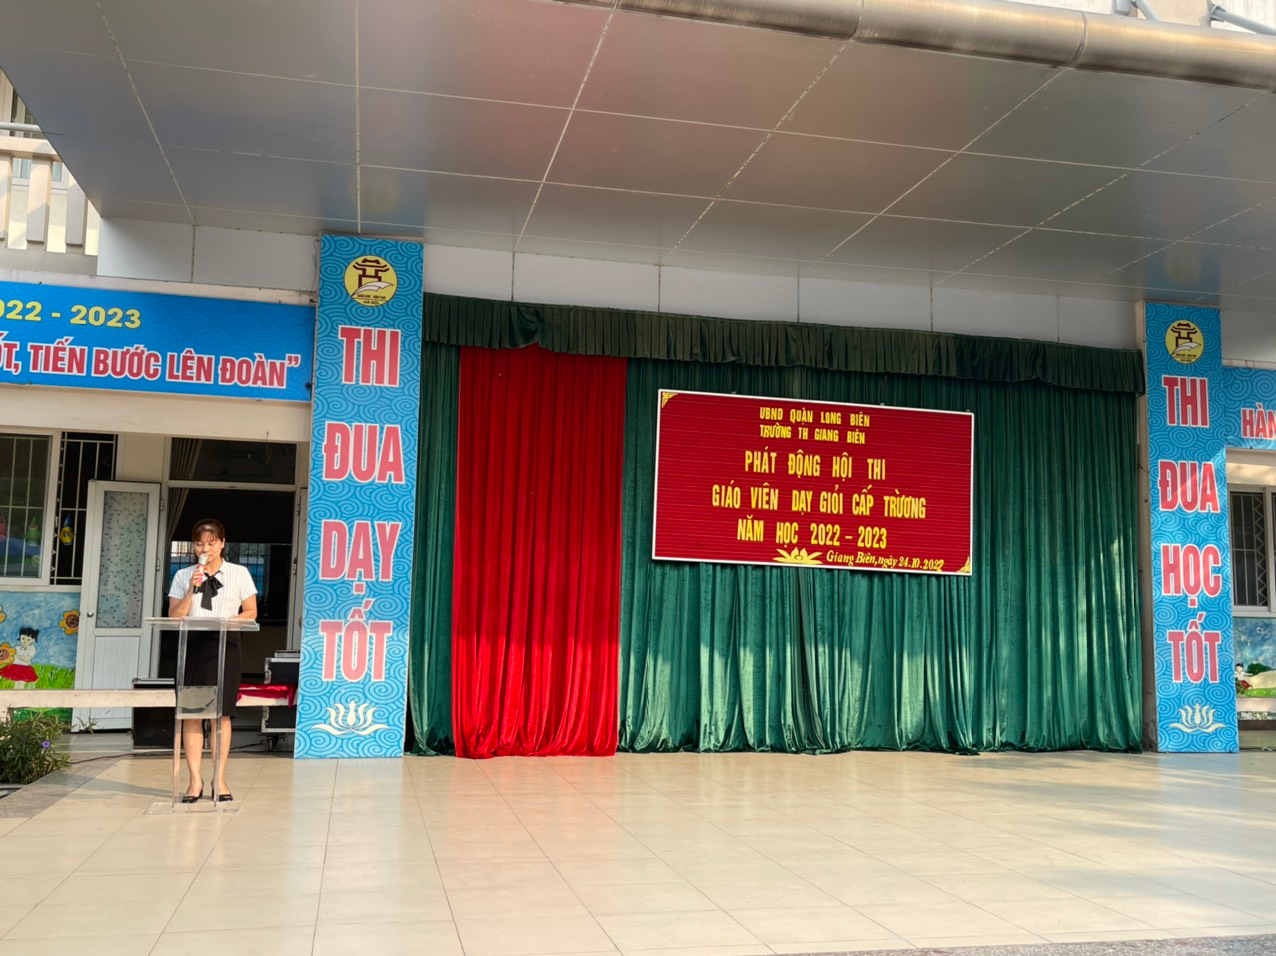 022 - 2023
ỐT, TIẾN BƯỚC LÊN ĐOÀN"
THI
ĐUA
DẠY
TỐT
UBND QUẬN LONG BIÊN
TRƯỜNG TH GIANG BIÊN
PHÁT ĐỘNG HỘI THI
GIÁO VIÊN DẠY GIỎI CẤP TRƯỜNG
NĂM HỌC 2022 - 2023
Giang Biên, ngày 24.10.2022
THI
ĐUA
HỌC
TỐT
HÀN